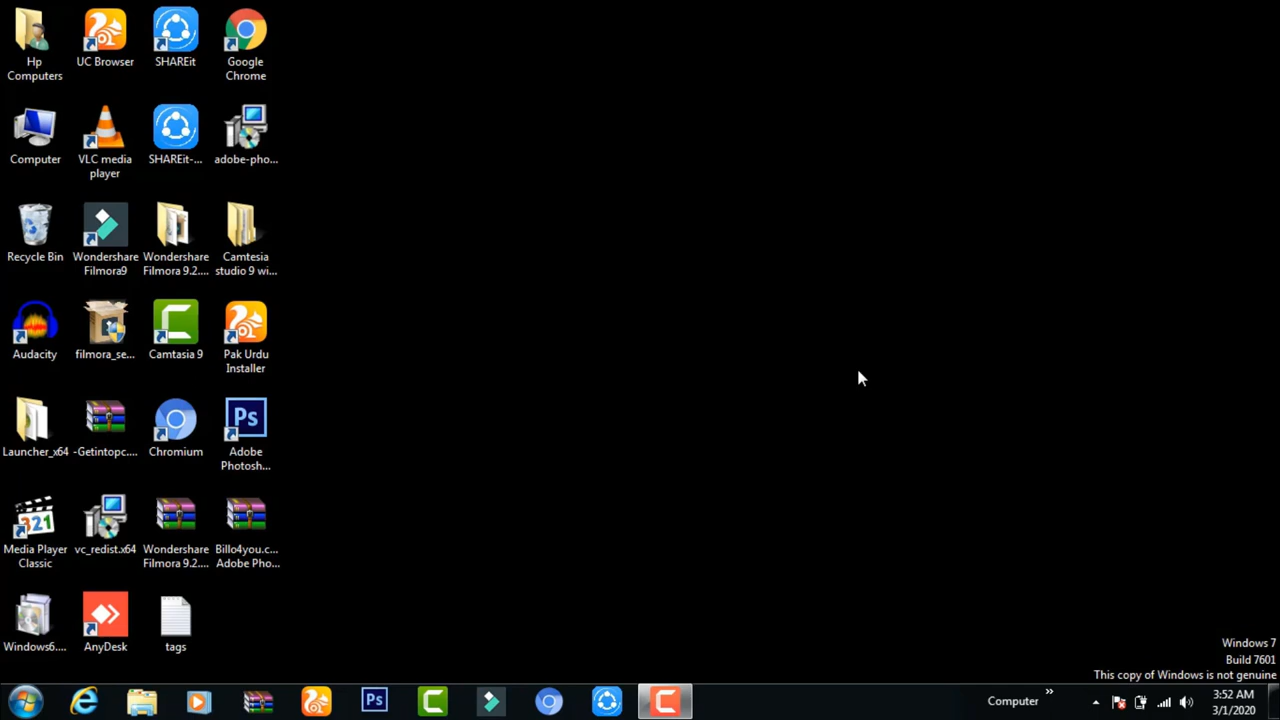 Hp
Computers
UC Browser
SHAREit
Google
Chrome
Computer
VLC media
player
SHAREit-...
adobe-pho...
Recycle Bin
Wondershare
Filmora9
Wondershare
Filmora 9.2....
Camtesia
studio 9 wi...
Audacity
filmora_se...
Camtasia 9
Pak Urdu
Installer
Launcher_x64
-Getintopc....
Chromium
Ps
Adobe
Photosh...
321
Media Player
Classic
vc_redist.x64
Wondershare
Filmora 9.2....
Billo4you.c...
Adobe Pho...
Windows6....
AnyDesk
tags
Windows 7
Build 7601
This copy of Windows is not genuine
Ps
Computer
3:52 AM
3/1/2020